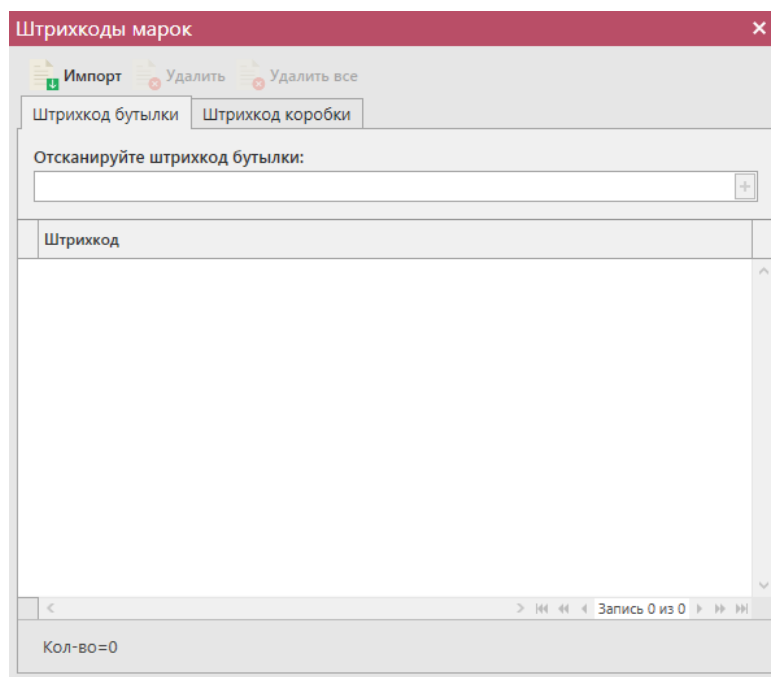 Штрихкоды марок
Импорт Удалить Удалить все
Штрихкод бутылки Штрихкод коробки
Отсканируйте штрихкод бутылки:
Штрихкод
Запись 0 из 0
Кол-во=0